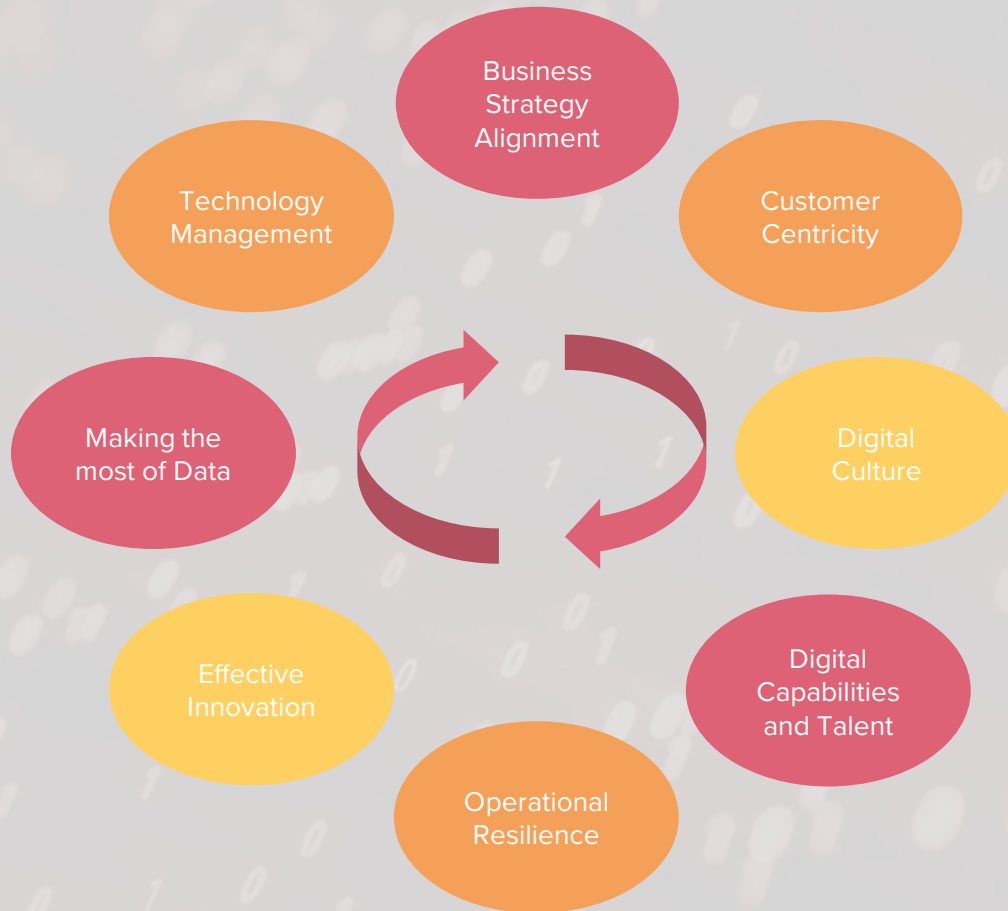 Business
Strategy
Alignment
Customer
Centricity
Digital
Culture
Digital
Capabilities
and Talent
Operational
Resilience
Effective
Innovation
Making the
most of Data
Technology
Management